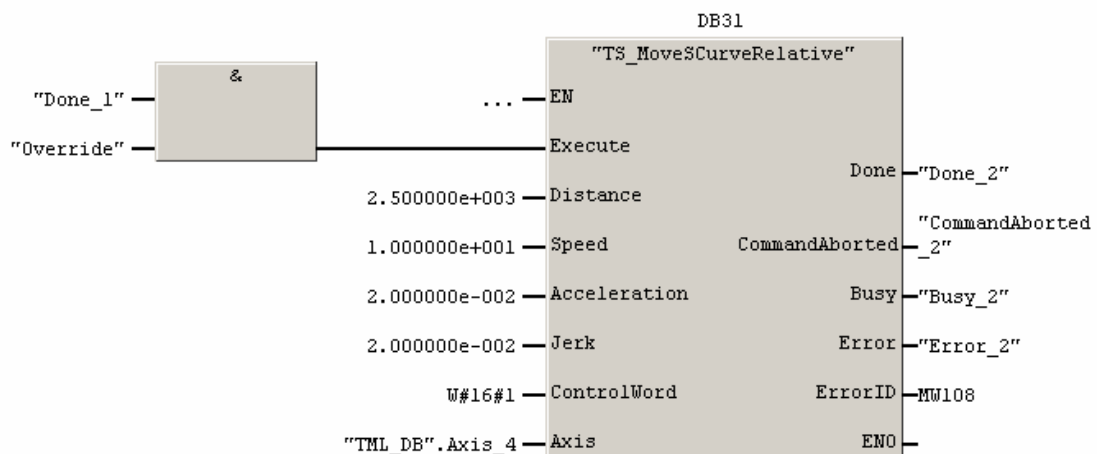 DB31
"TS_MoveSCurveRelative"
&
"Done_1"
... EN
"Override"
Execute
Done "Done_2"
2.500000e+003 Distance
"CommandAborted
1.000000e+001 Speed CommandAborted _2"
2.000000e-002 Acceleration Busy "Busy_2"
2.000000e-002 Jerk Error "Error_2"
W#16#1 ControlWord ErrorID MW108
"TML_DB".Axis_4 Axis ENO